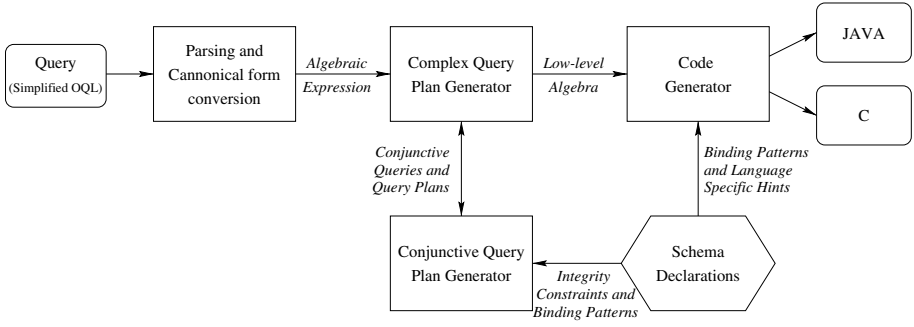 Query
(Simplified OQL)
Parsing and
Cannonical form
conversion
Algebraic
Expression
Complex Query
Plan Generator
Low-level
Algebra
Code
Generator
JAVA
C
Conjunctive
Queries and
Query Plans
Binding Patterns
and Language
Specific Hints
Conjunctive Query
Plan Generator
Integrity
Constraints and
Binding Patterns
Schema
Declarations